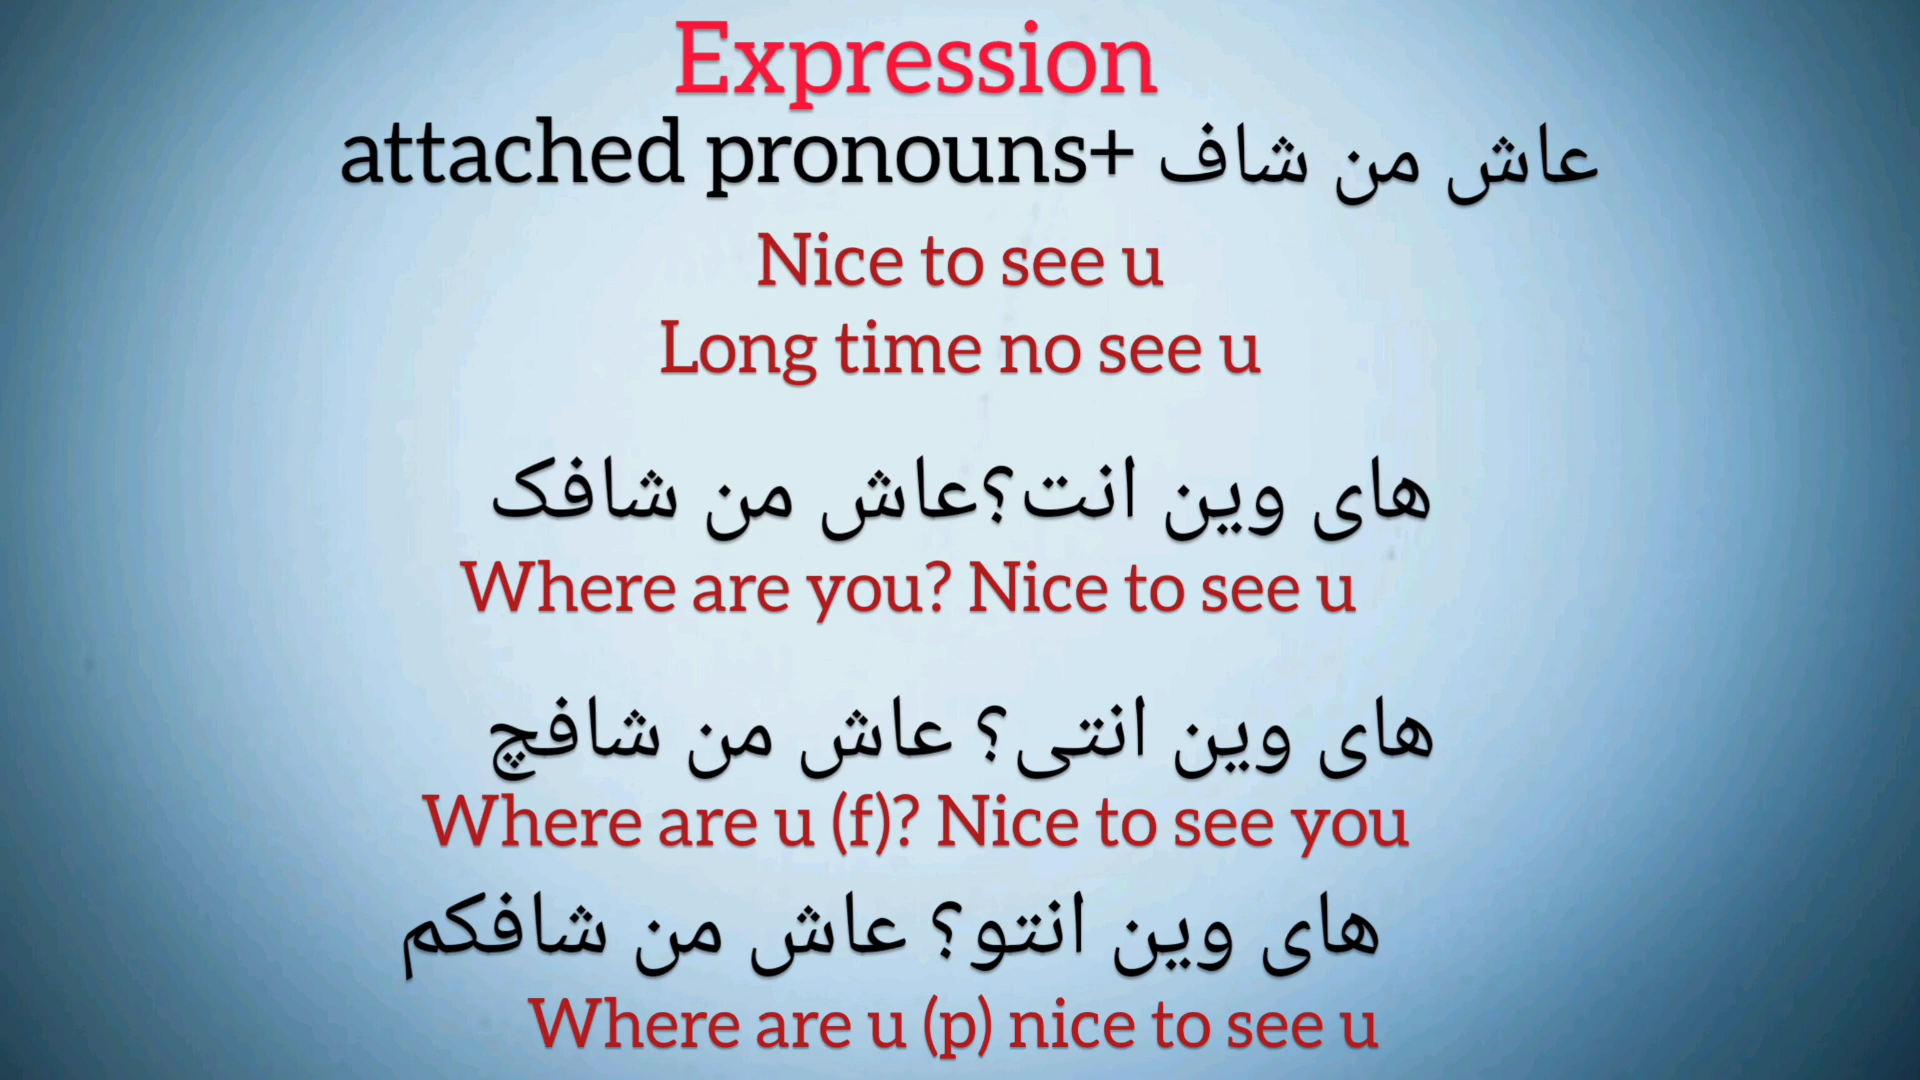 Expression
عاش من شاف +attached pronouns
Nice to see u
Long time no see u
های وین انت؟عاش من شافک
Where are you? Nice to see u
های وین انتی؟ عاش من شافچ
Where are u (f)? Nice to see you
های وین انتو؟ عاش من شافکم
Where are u (p) nice to see u